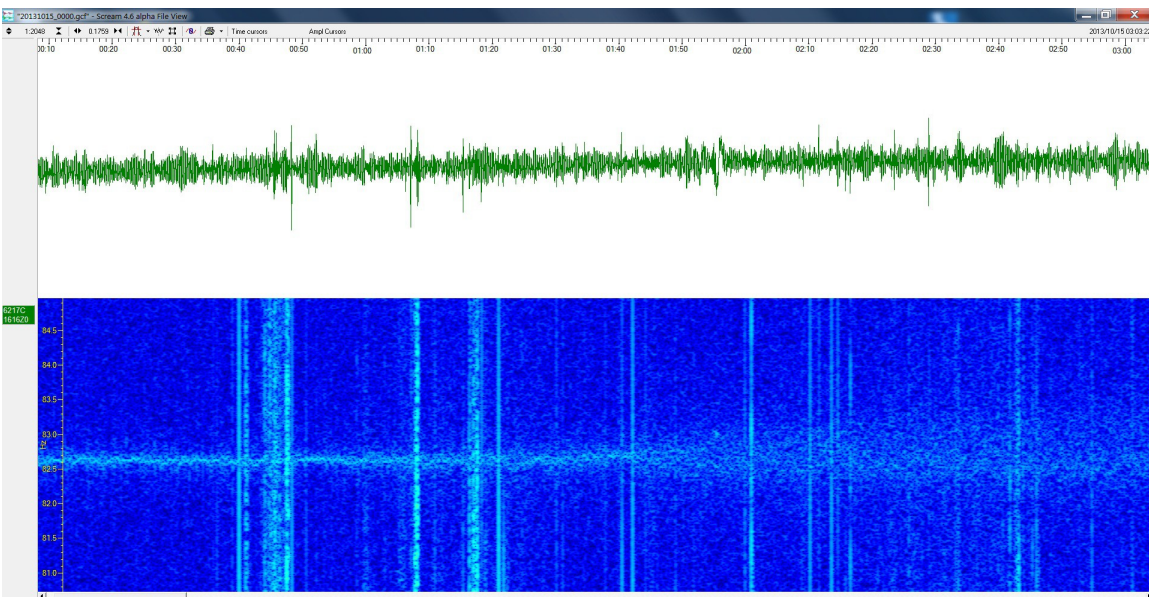 "20131015_0000.gcf" - Scream 4.6 alpha File View
1:2048 0.1759 Time cursors Ampl Cursors 2013/10/15 03:03:22
00:10 00:20 00:30 00:40 00:50 01:00 01:10 01:20 01:30 01:40 01:50 02:00 02:10 02:20 02:30 02:40 02:50 03:00
6217C
1616Z0
84.5
84.0
83.5
83.0
Hz
82.5
82.0
81.5
81.0